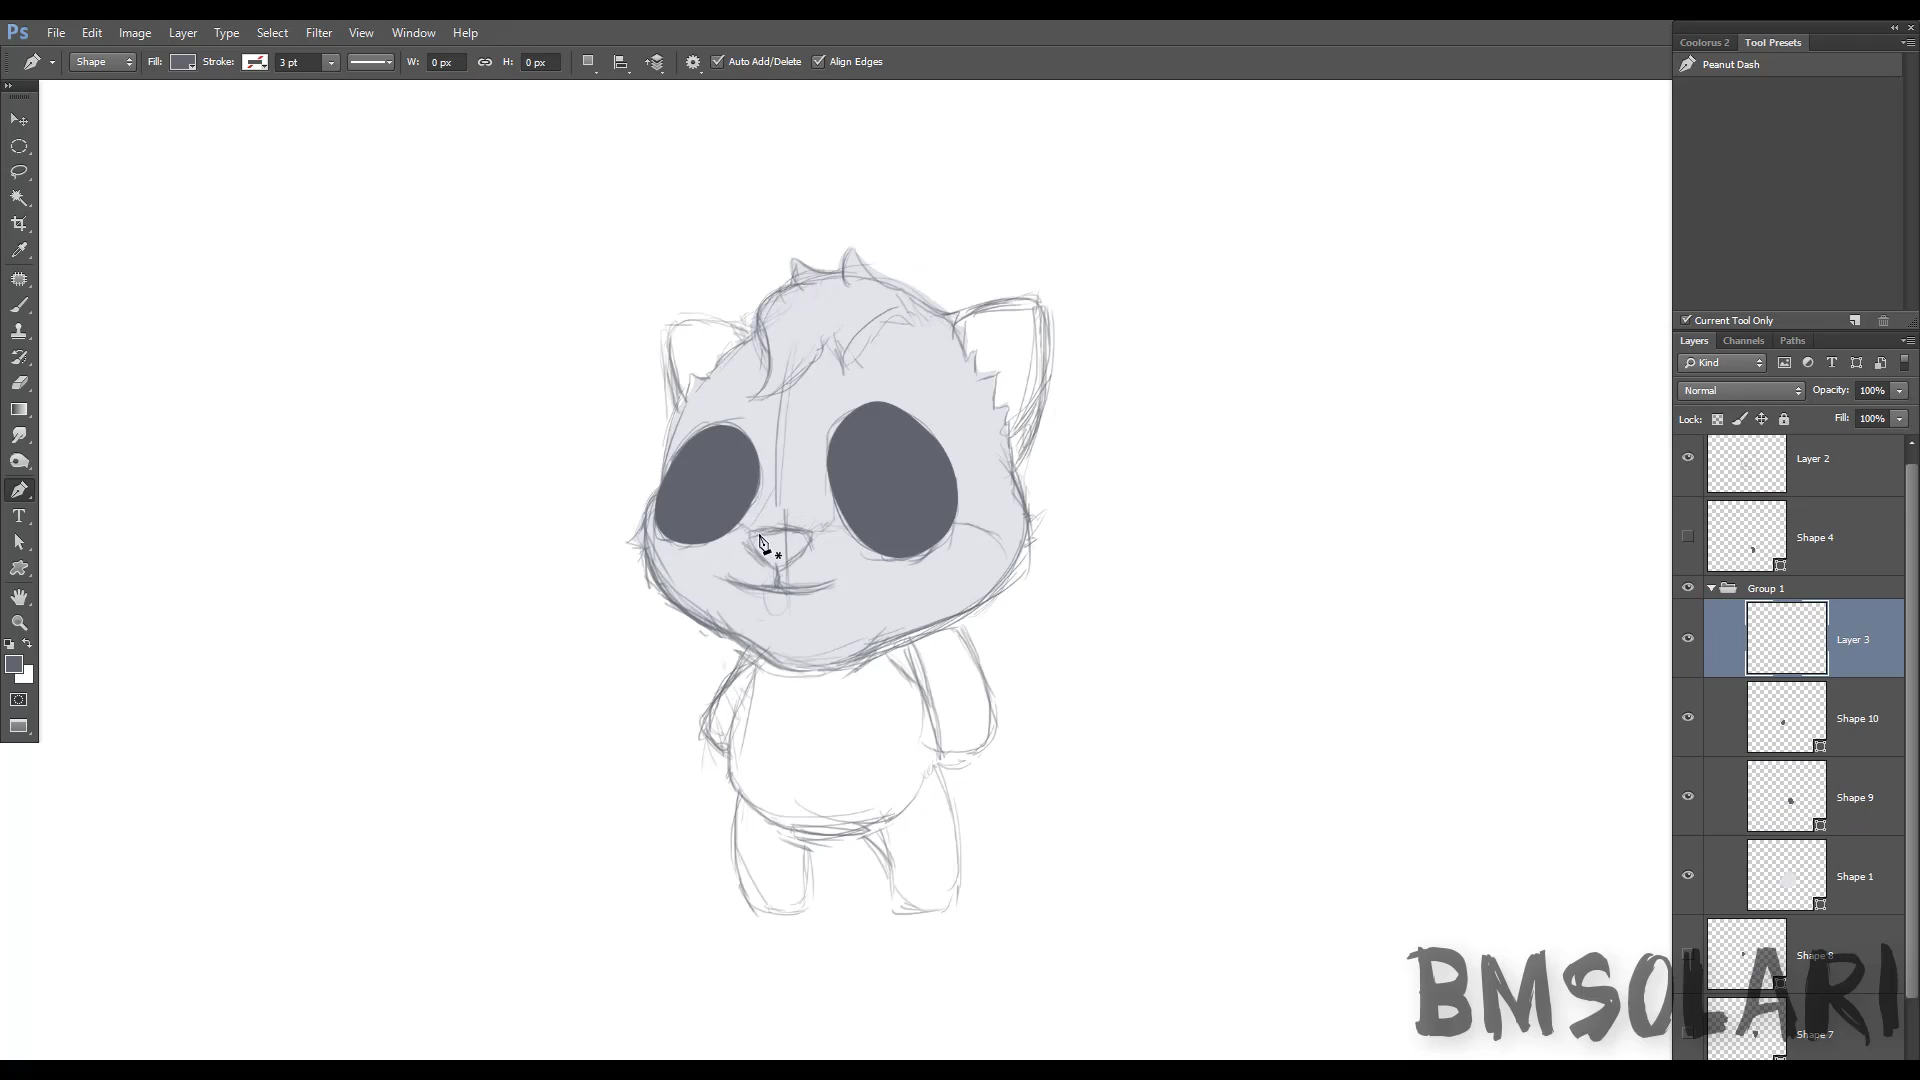 Ps File Edit Image Layer Type Select Filter View Window Help
Shape Fill: Stroke: 3 pt W: 0 px H: 0 px Auto Add/Delete Align Edges
Coolorus 2 Tool Presets
Peanut Dash
Current Tool Only
Layers Channels Paths
Kind
Normal Opacity: 100%
Lock: Fill: 100%
Layer 2
Shape 4
Group 1
Layer 3
Shape 10
Shape 9
Shape 1
Shape 8
Shape 7
BMSOLARI